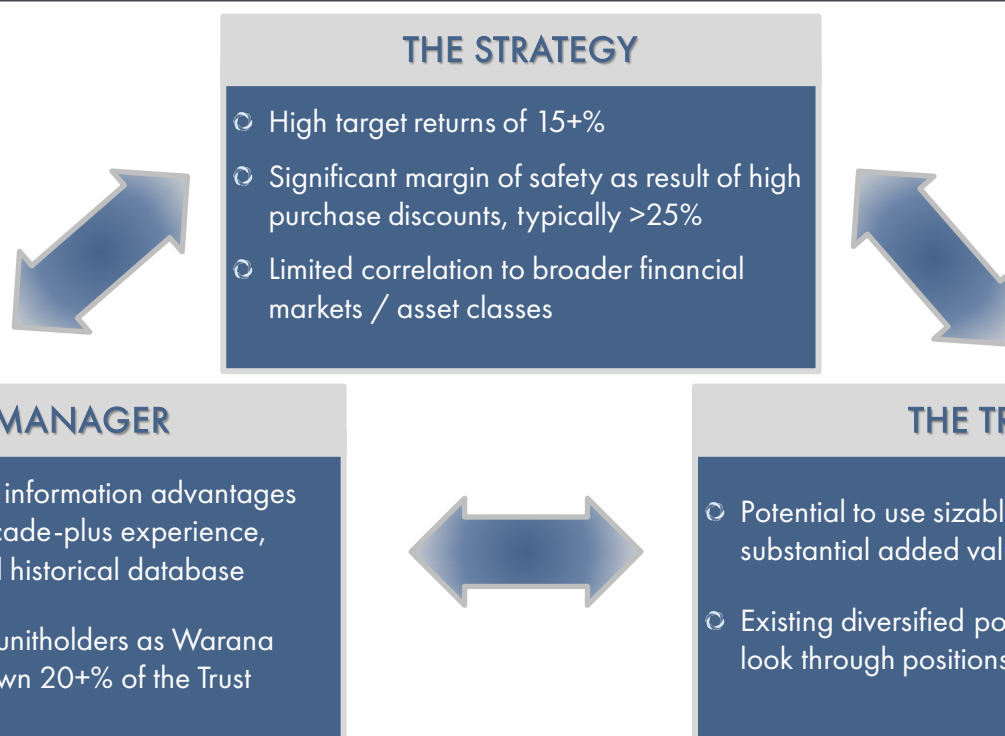 THE STRATEGY
High target returns of 15+%
Significant margin of safety as result of high
purchase discounts, typically >25%
Limited correlation to broader financial
markets / asset classes
MANAGER
information advantages
cade-plus experience,
historical database
unitholders as Warana
wn 20+% of the Trust
THE TR
Potential to use sizabl
substantial added val
Existing diversified po
look through positions